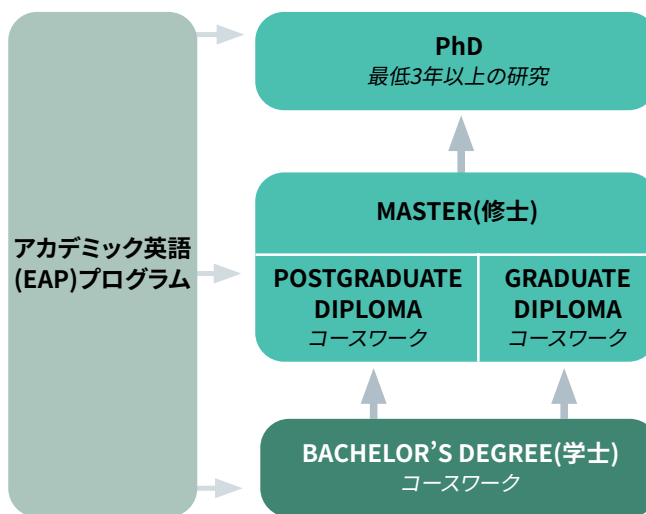 PhD
最低3年以上の研究
MASTER(修士)
アカデミック英語
(EAP)プログラム
POSTGRADUATE
DIPLOMA
コースワーク
GRADUATE
DIPLOMA
コースワーク
BACHELOR’S DEGREE(学士)
コースワーク